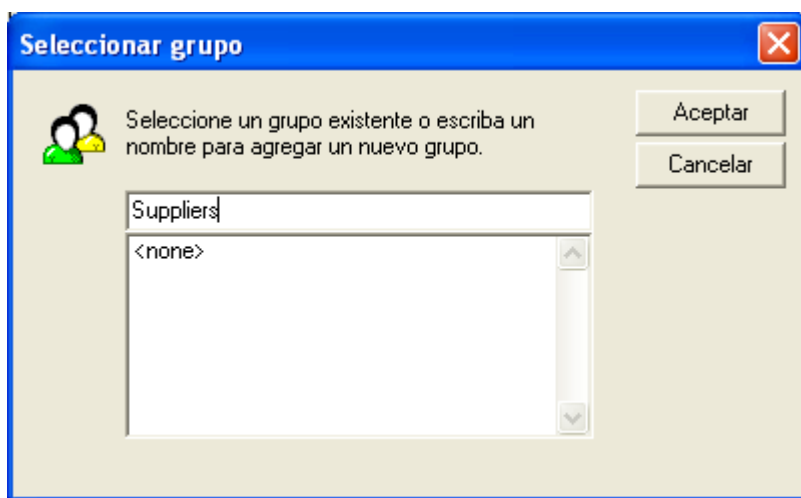 Seleccionar grupo
Seleccione un grupo existente o escriba un
nombre para agregar un nuevo grupo.
Aceptar
Cancelar
Suppliers
<none>